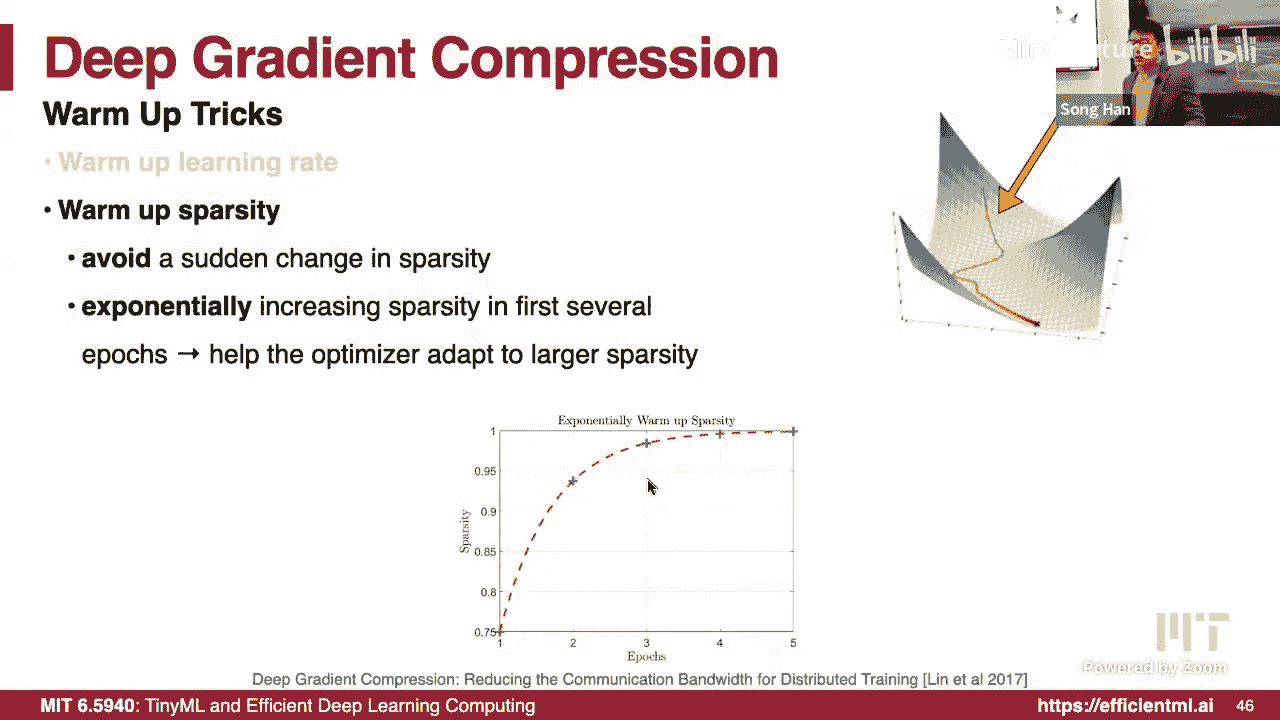 Deep Gradient Compression
Warm Up Tricks
• Warm up learning rate
• Warm up sparsity
• avoid a sudden change in sparsity
• exponentially increasing sparsity in first several
epochs → help the optimizer adapt to larger sparsity
bilibili
Song Han
Exponentially Warm up Sparsity
1
0.95
0.9
0.85
0.8
0.75
Sparsity
1 2 3 4 5
Epochs
MIT
Powered by Zoom
Deep Gradient Compression: Reducing the Communication Bandwidth for Distributed Training [Lin et al 2017]
MIT 6.5940: TinyML and Efficient Deep Learning Computing
https://efficientml.ai
46